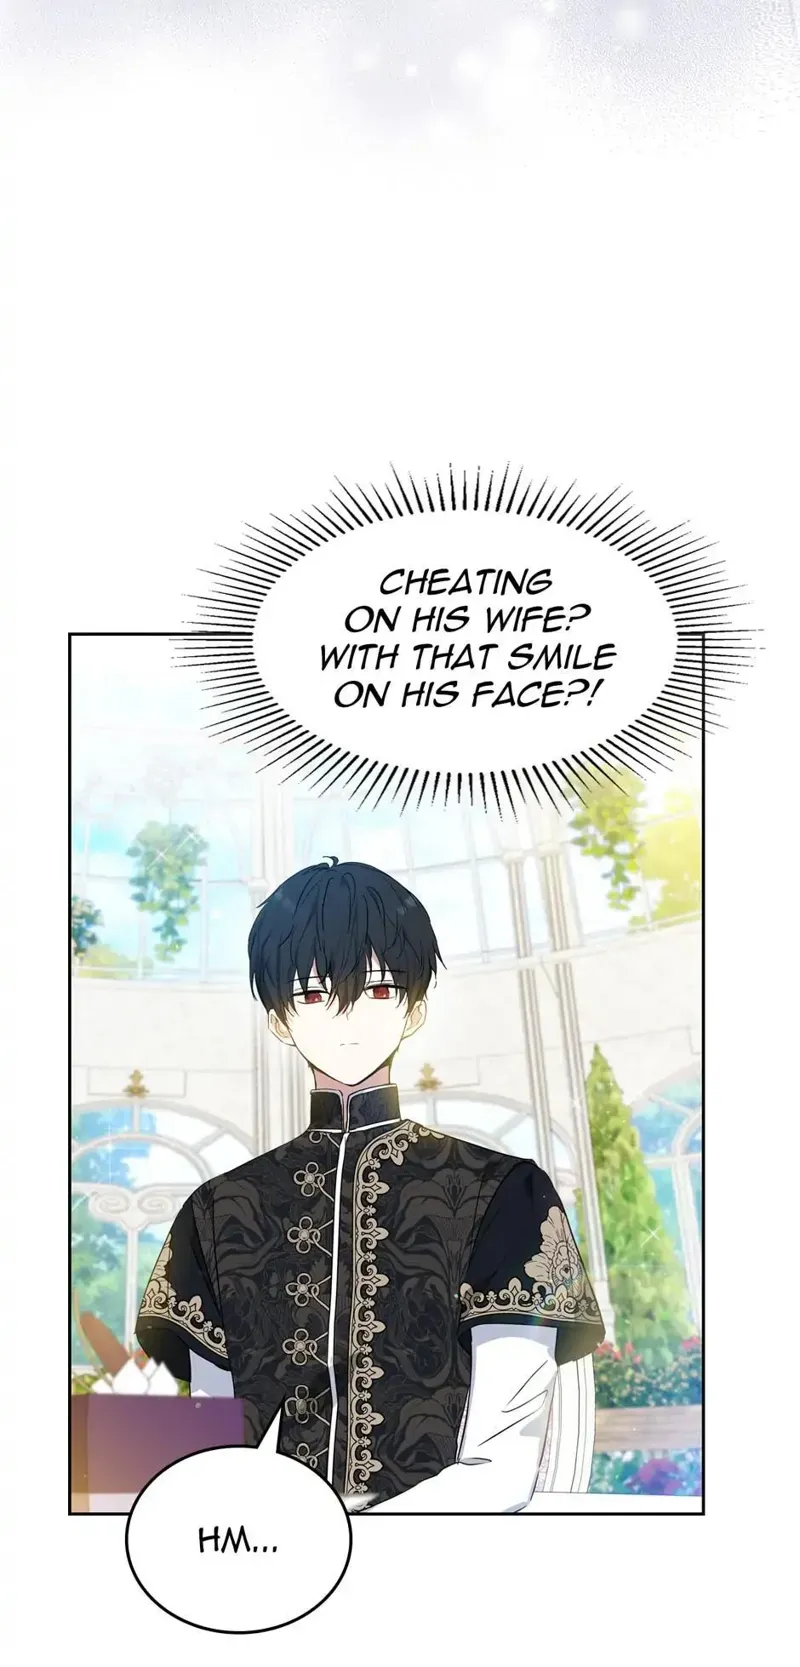 CHEATING
ON HIS WIFE?
WITH THAT SMILE
ON HIS FACE?!
HM...